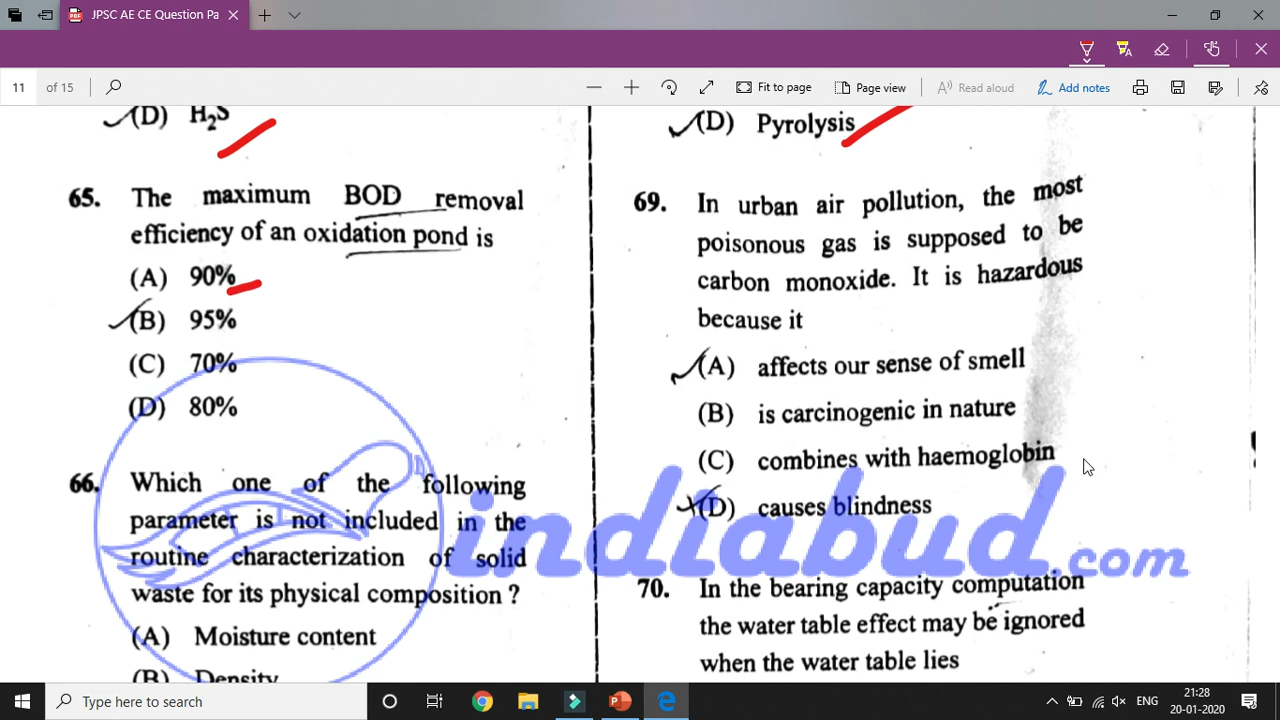 JPSC AE CE Question Pa
11 of 15
Fit to page
Page view
Read aloud
Add notes
(D) H2S
65. The maximum BOD removal
efficiency of an oxidation pond is
(A) 90%
(B) 95%
(C) 70%
(D) 80%
66. Which one of the following
parameter is not included in the
routine characterization of solid
waste for its physical composition ?
(A) Moisture content
(B) Density
(D) Pyrolysis
69. In urban air pollution, the most
poisonous gas is supposed to be
carbon monoxide. It is hazardous
because it
(A) affects our sense of smell
(B) is carcinogenic in nature
(C) combines with haemoglobin
(D) causes blindness
70. In the bearing capacity computation
the water table effect may be ignored
when the water table lies
indiabud.com
Type here to search
ENG
21:28
20-01-2020